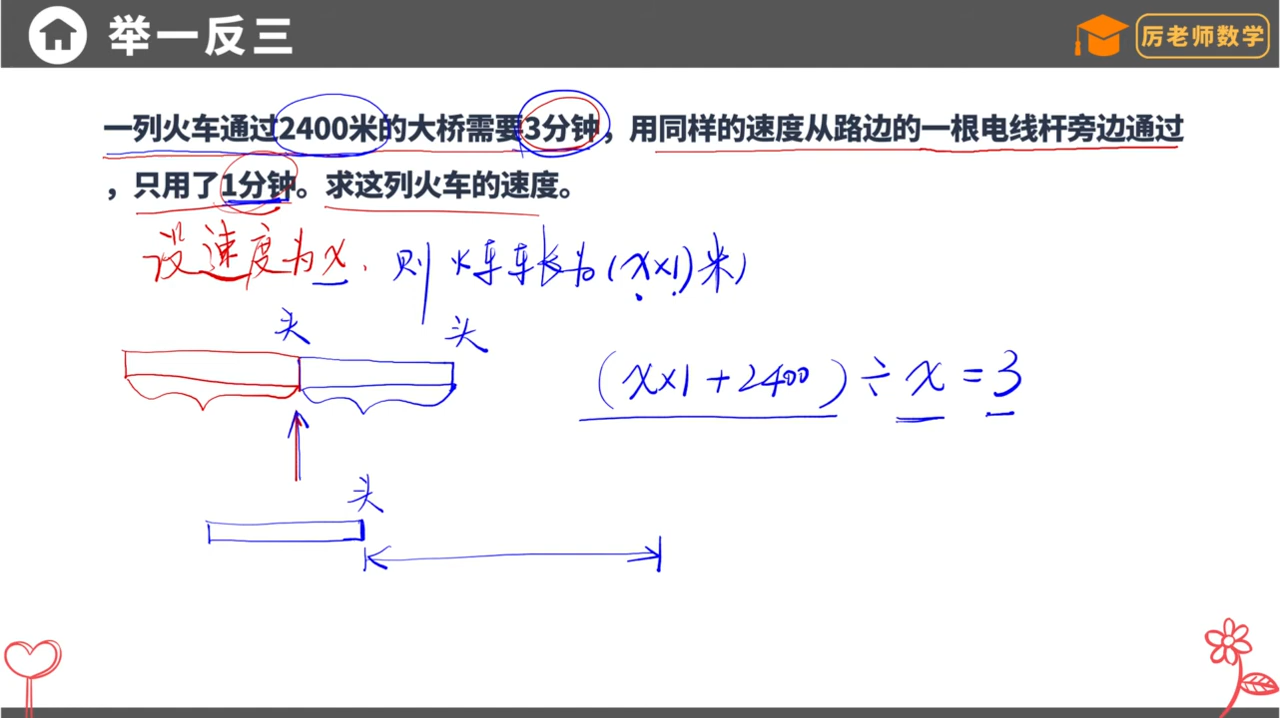 举一反三
厉老师数学
一列火车通过2400米的大桥需要3分钟，用同样的速度从路边的一根电线杆旁边通过
，只用了1分钟。求这列火车的速度。
设速度为x. 则火车车长为(x×1)米)
头 头
(x×1+2400)÷x=3
头